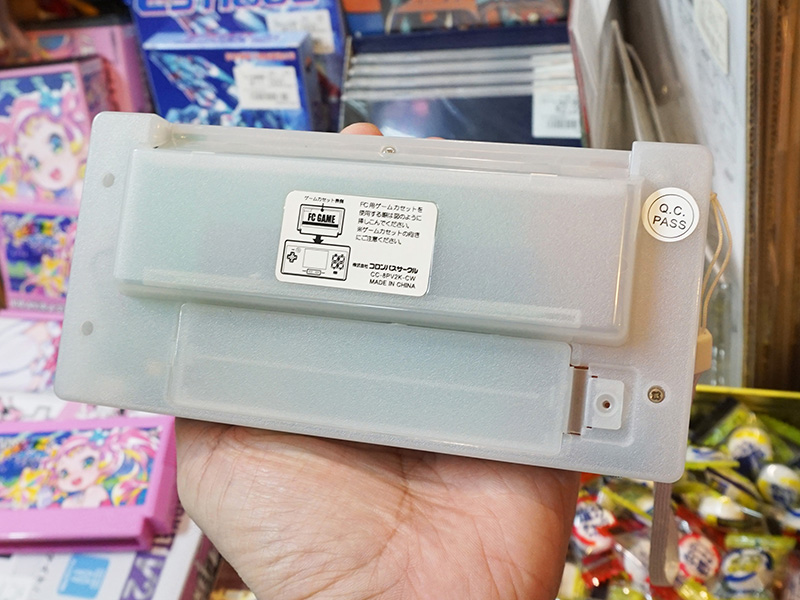 ゲームカセット表側
FC GAME
FC用ゲームカセットを
使用する際は図のように
挿しこんでください。
※ゲームカセットの向き
にご注意ください。
株式会社 コロンバスサークル
CC-8PV2K-CW
MADE IN CHINA
Q.C.
PASS